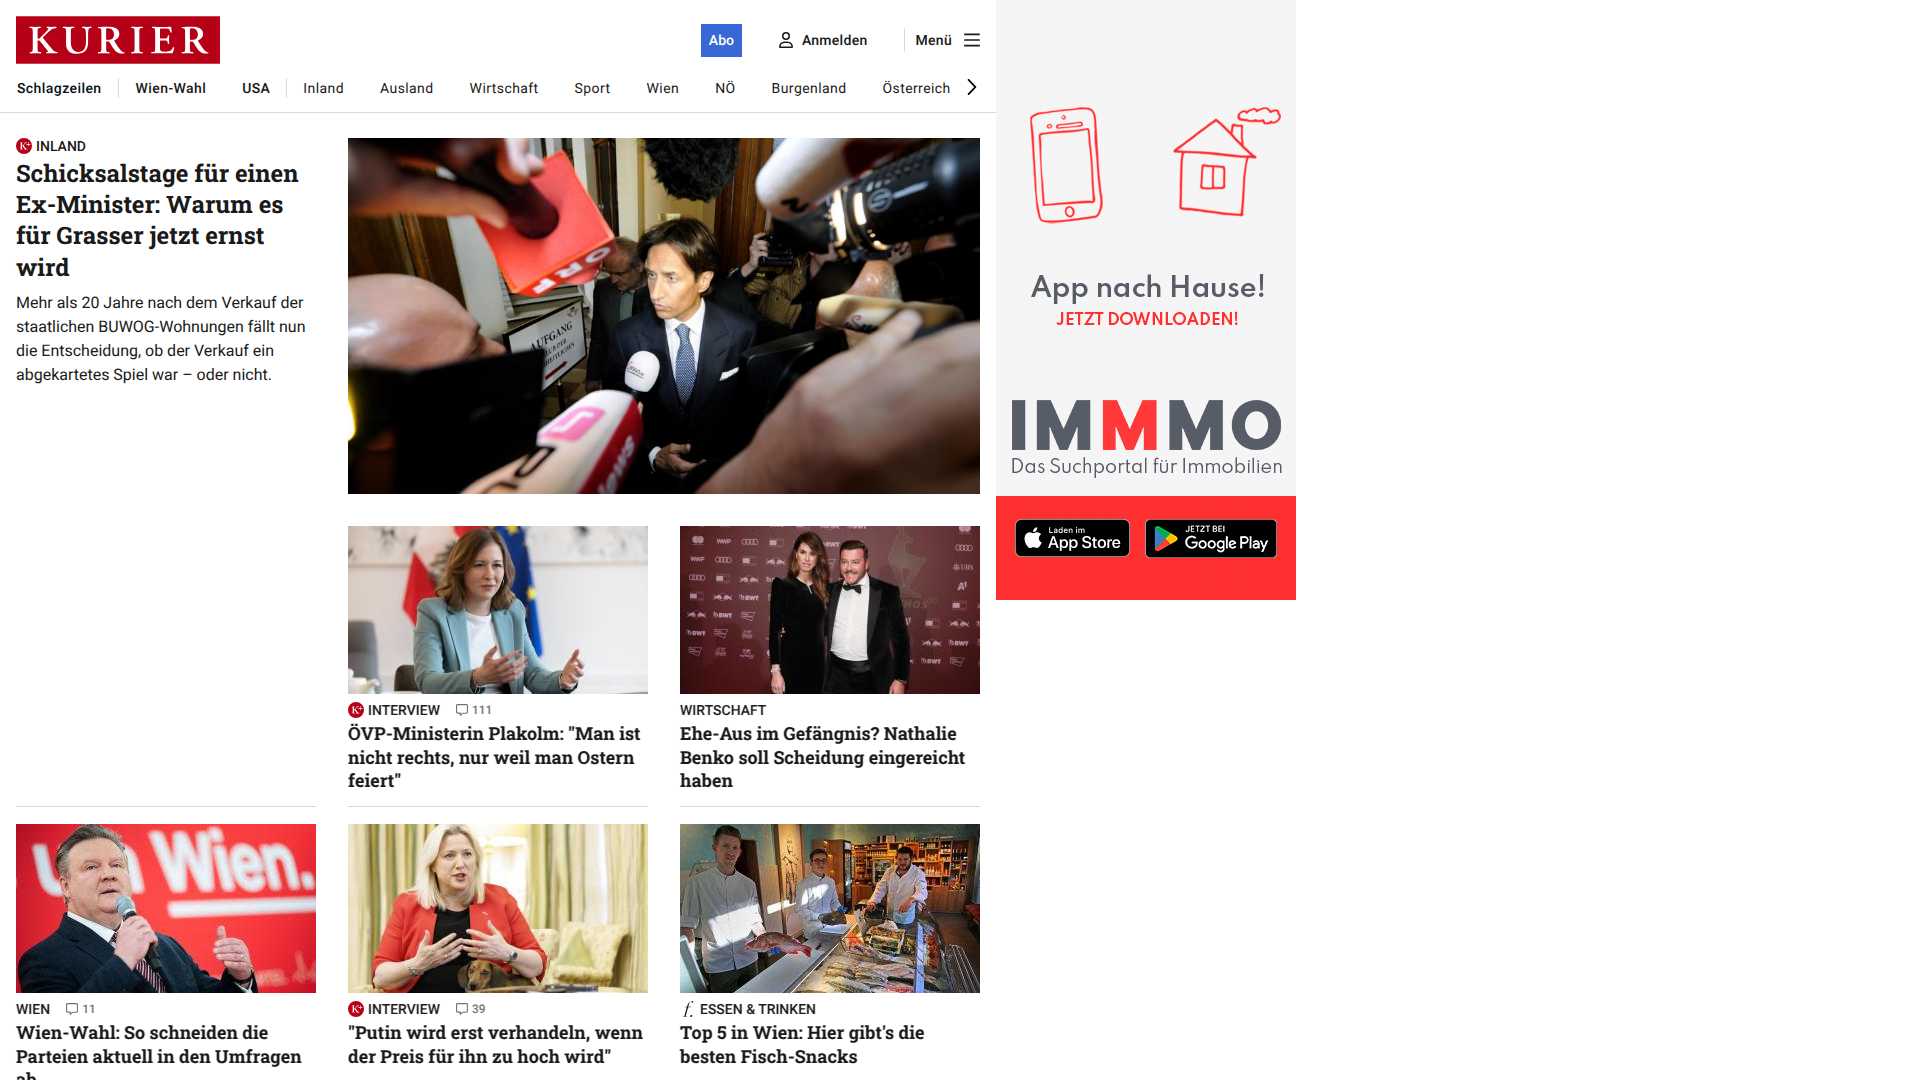 KURIER
Abo
Anmelden
Menü
Schlagzeilen
Wien-Wahl
USA
Inland
Ausland
Wirtschaft
Sport
Wien
NÖ
Burgenland
Österreich
INLAND
Schicksalstage für einen
Ex-Minister: Warum es
für Grasser jetzt ernst
wird
Mehr als 20 Jahre nach dem Verkauf der
staatlichen BUWOG-Wohnungen fällt nun
die Entscheidung, ob der Verkauf ein
abgekartetes Spiel war – oder nicht.
ORF
AUFGANG
news
INTERVIEW 111
ÖVP-Ministerin Plakolm: "Man ist
nicht rechts, nur weil man Ostern
feiert"
WIRTSCHAFT
Ehe-Aus im Gefängnis? Nathalie
Benko soll Scheidung eingereicht
haben
Wien.
WIEN 11
Wien-Wahl: So schneiden die
Parteien aktuell in den Umfragen
ab
INTERVIEW 39
"Putin wird erst verhandeln, wenn
der Preis für ihn zu hoch wird"
f. ESSEN & TRINKEN
Top 5 in Wien: Hier gibt's die
besten Fisch-Snacks
App nach Hause!
JETZT DOWNLOADEN!
IMMMO
Das Suchportal für Immobilien
Laden im
App Store
JETZT BEI
Google Play